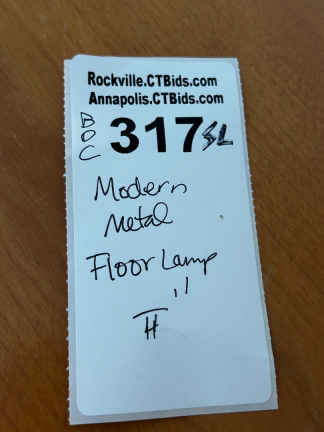 Rockville.CTBids.com
Annapolis.CTBids.com
BOC 317SL
Modern
Metal
Floor Lamp